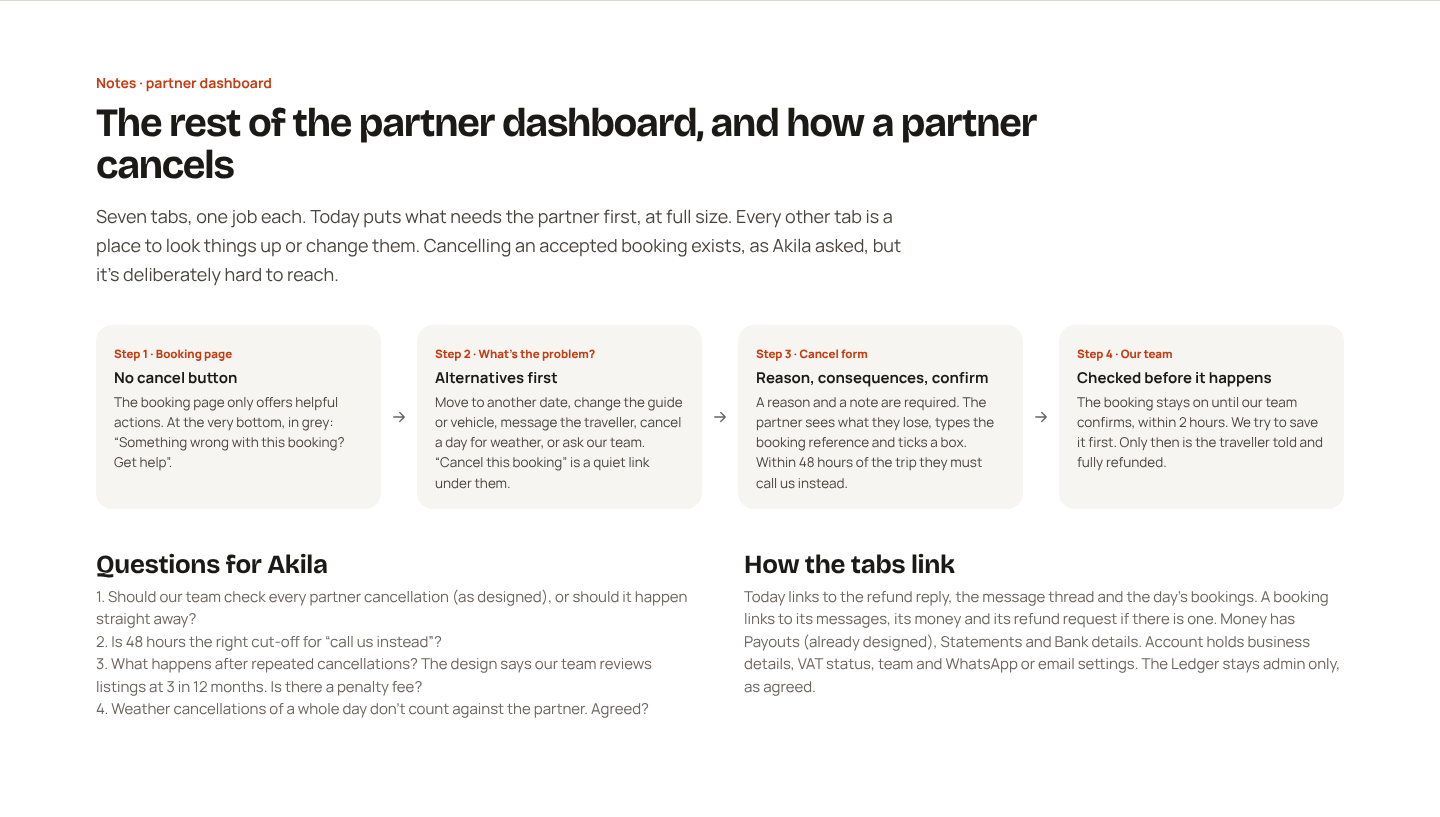 Notes · partner dashboard
The rest of the partner dashboard, and how a partner
cancels
Seven tabs, one job each. Today puts what needs the partner first, at full size. Every other tab is a
place to look things up or change them. Cancelling an accepted booking exists, as Akila asked, but
it's deliberately hard to reach.
Step 1 · Booking page
No cancel button
The booking page only offers helpful
actions. At the very bottom, in grey:
“Something wrong with this booking?
Get help”.
→
Step 2 · What's the problem?
Alternatives first
Move to another date, change the guide
or vehicle, message the traveller, cancel
a day for weather, or ask our team.
“Cancel this booking” is a quiet link
under them.
→
Step 3 · Cancel form
Reason, consequences, confirm
A reason and a note are required. The
partner sees what they lose, types the
booking reference and ticks a box.
Within 48 hours of the trip they must
call us instead.
→
Step 4 · Our team
Checked before it happens
The booking stays on until our team
confirms, within 2 hours. We try to save
it first. Only then is the traveller told and
fully refunded.
Questions for Akila
1. Should our team check every partner cancellation (as designed), or should it happen
straight away?
2. Is 48 hours the right cut-off for “call us instead”?
3. What happens after repeated cancellations? The design says our team reviews
listings at 3 in 12 months. Is there a penalty fee?
4. Weather cancellations of a whole day don't count against the partner. Agreed?
How the tabs link
Today links to the refund reply, the message thread and the day's bookings. A booking
links to its messages, its money and its refund request if there is one. Money has
Payouts (already designed), Statements and Bank details. Account holds business
details, VAT status, team and WhatsApp or email settings. The Ledger stays admin only,
as agreed.